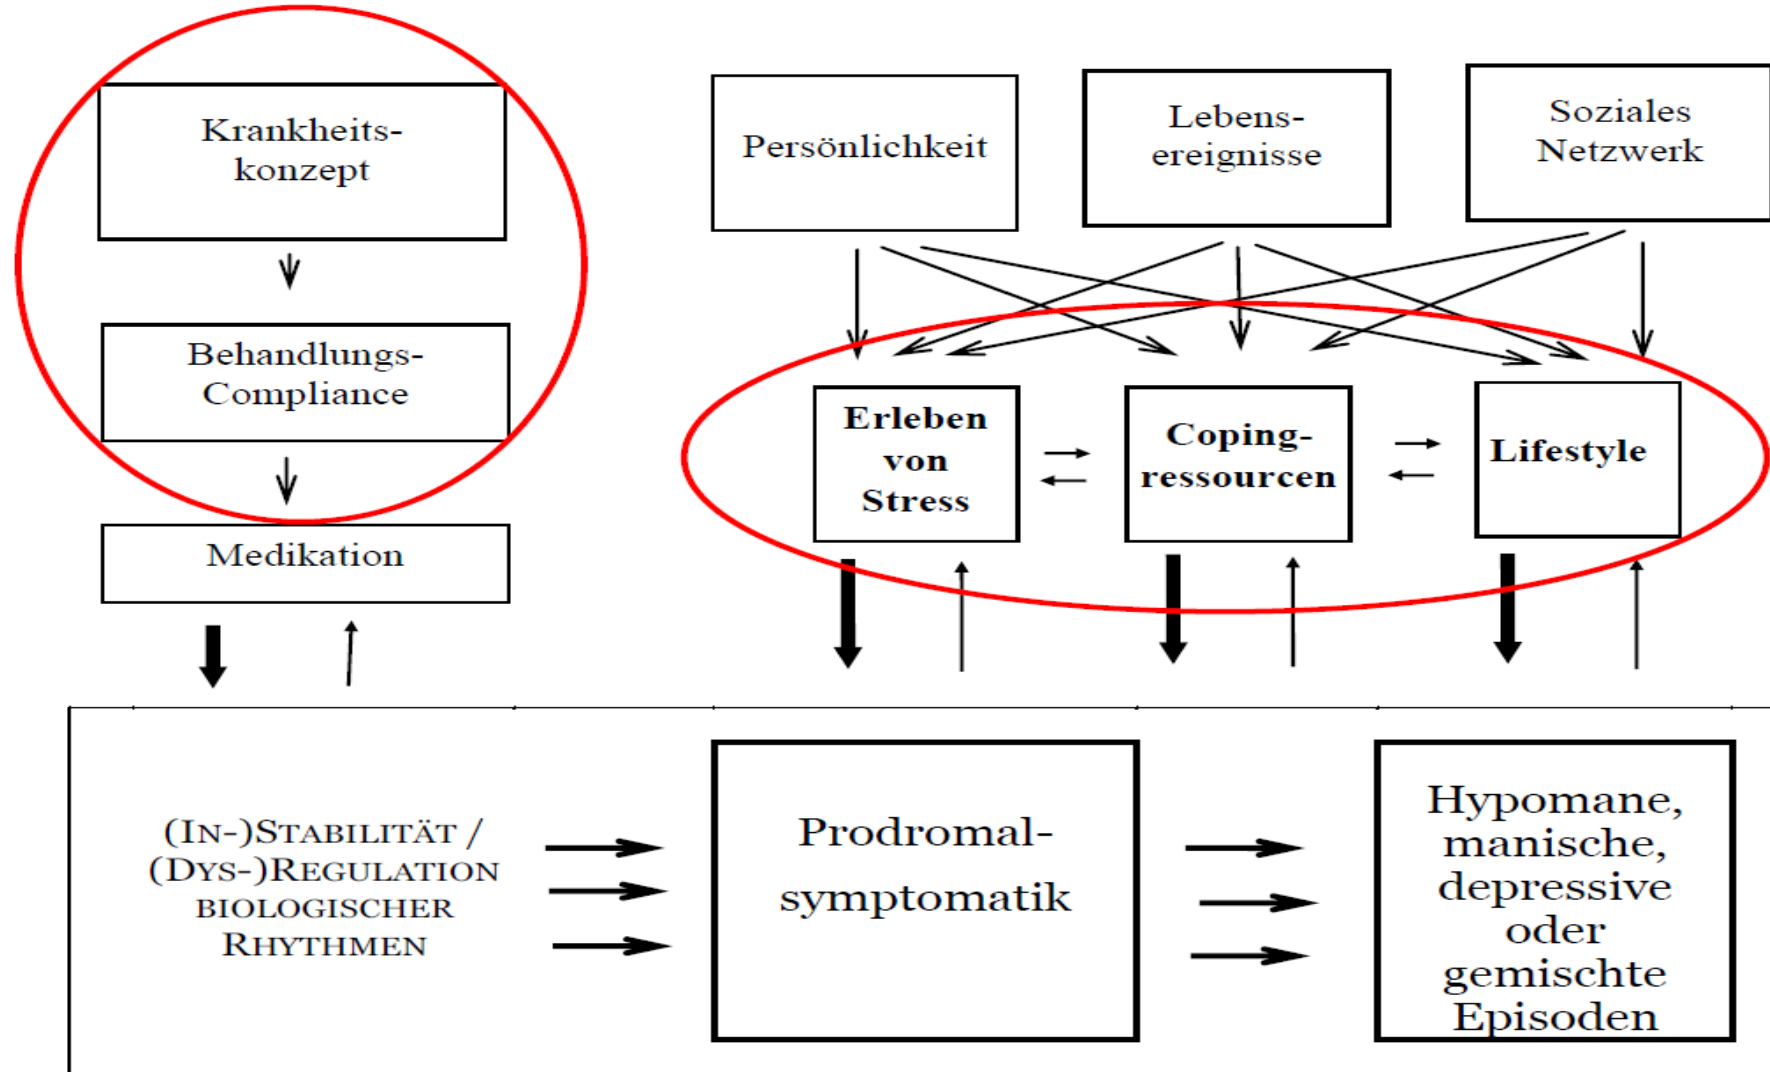 Krankheits-
konzept
Persönlichkeit
Lebens-
ereignisse
Soziales
Netzwerk
Behandlungs-
Compliance
Erleben
von
Stress
Coping-
ressourcen
Lifestyle
Medikation
(IN-)STABILITÄT /
(DYS-)REGULATION
BIOLOGISCHER
RHYTHMEN
Prodromal-
symptomatik
Hypomane,
manische,
depressive
oder
gemischte
Episoden